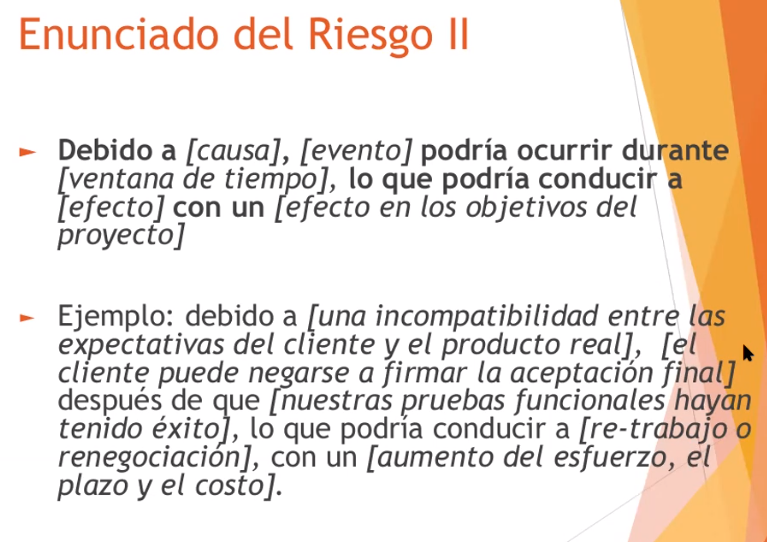 Enunciado del Riesgo II
► Debido a [causa], [evento] podría ocurrir durante
[ventana de tiempo], lo que podría conducir a
[efecto] con un [efecto en los objetivos del
proyecto]
► Ejemplo: debido a [una incompatibilidad entre las
expectativas del cliente y el producto real], [el
cliente puede negarse a firmar la aceptación final]
después de que [nuestras pruebas funcionales hayan
tenido éxito], lo que podría conducir a [re-trabajo o
renegociación], con un [aumento del esfuerzo, el
plazo y el costo].